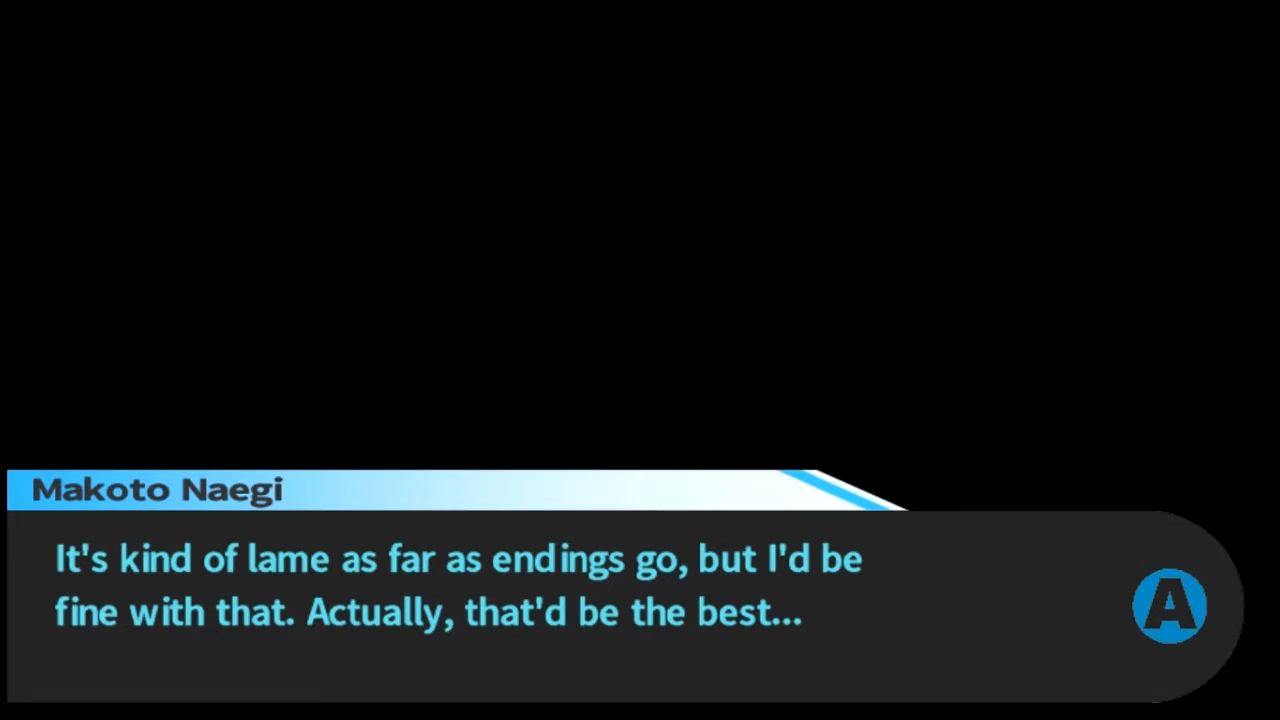 Makoto Naegi
It's kind of lame as far as endings go, but I'd be
fine with that. Actually, that'd be the best...
A